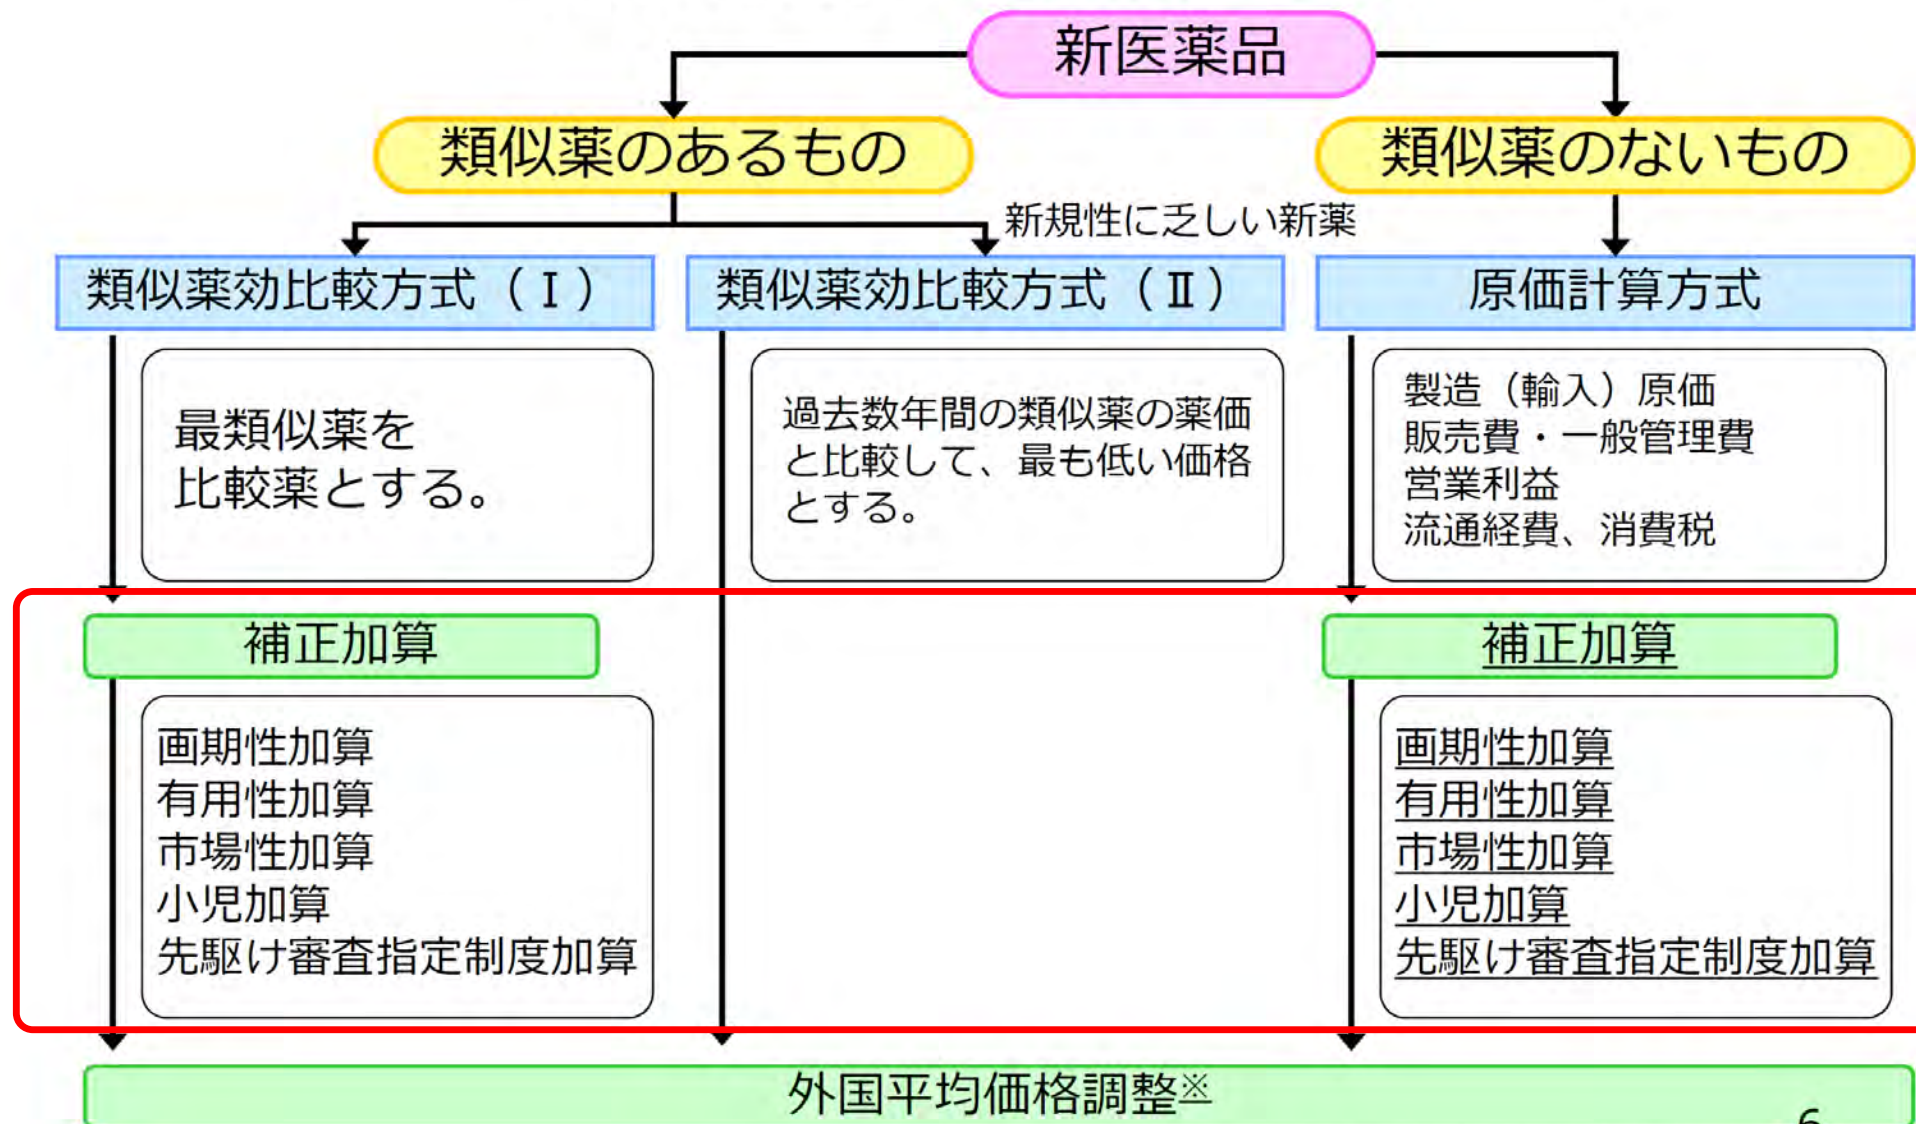 新医薬品
類似薬のあるもの
類似薬のないもの
新規性に乏しい新薬
類似薬効比較方式（Ⅰ）
類似薬効比較方式（Ⅱ）
原価計算方式
最類似薬を
比較薬とする。
過去数年間の類似薬の薬価
と比較して、最も低い価格
とする。
製造（輸入）原価
販売費・一般管理費
営業利益
流通経費、消費税
補正加算
画期性加算
有用性加算
市場性加算
小児加算
先駆け審査指定制度加算
補正加算
画期性加算
有用性加算
市場性加算
小児加算
先駆け審査指定制度加算
外国平均価格調整※
6